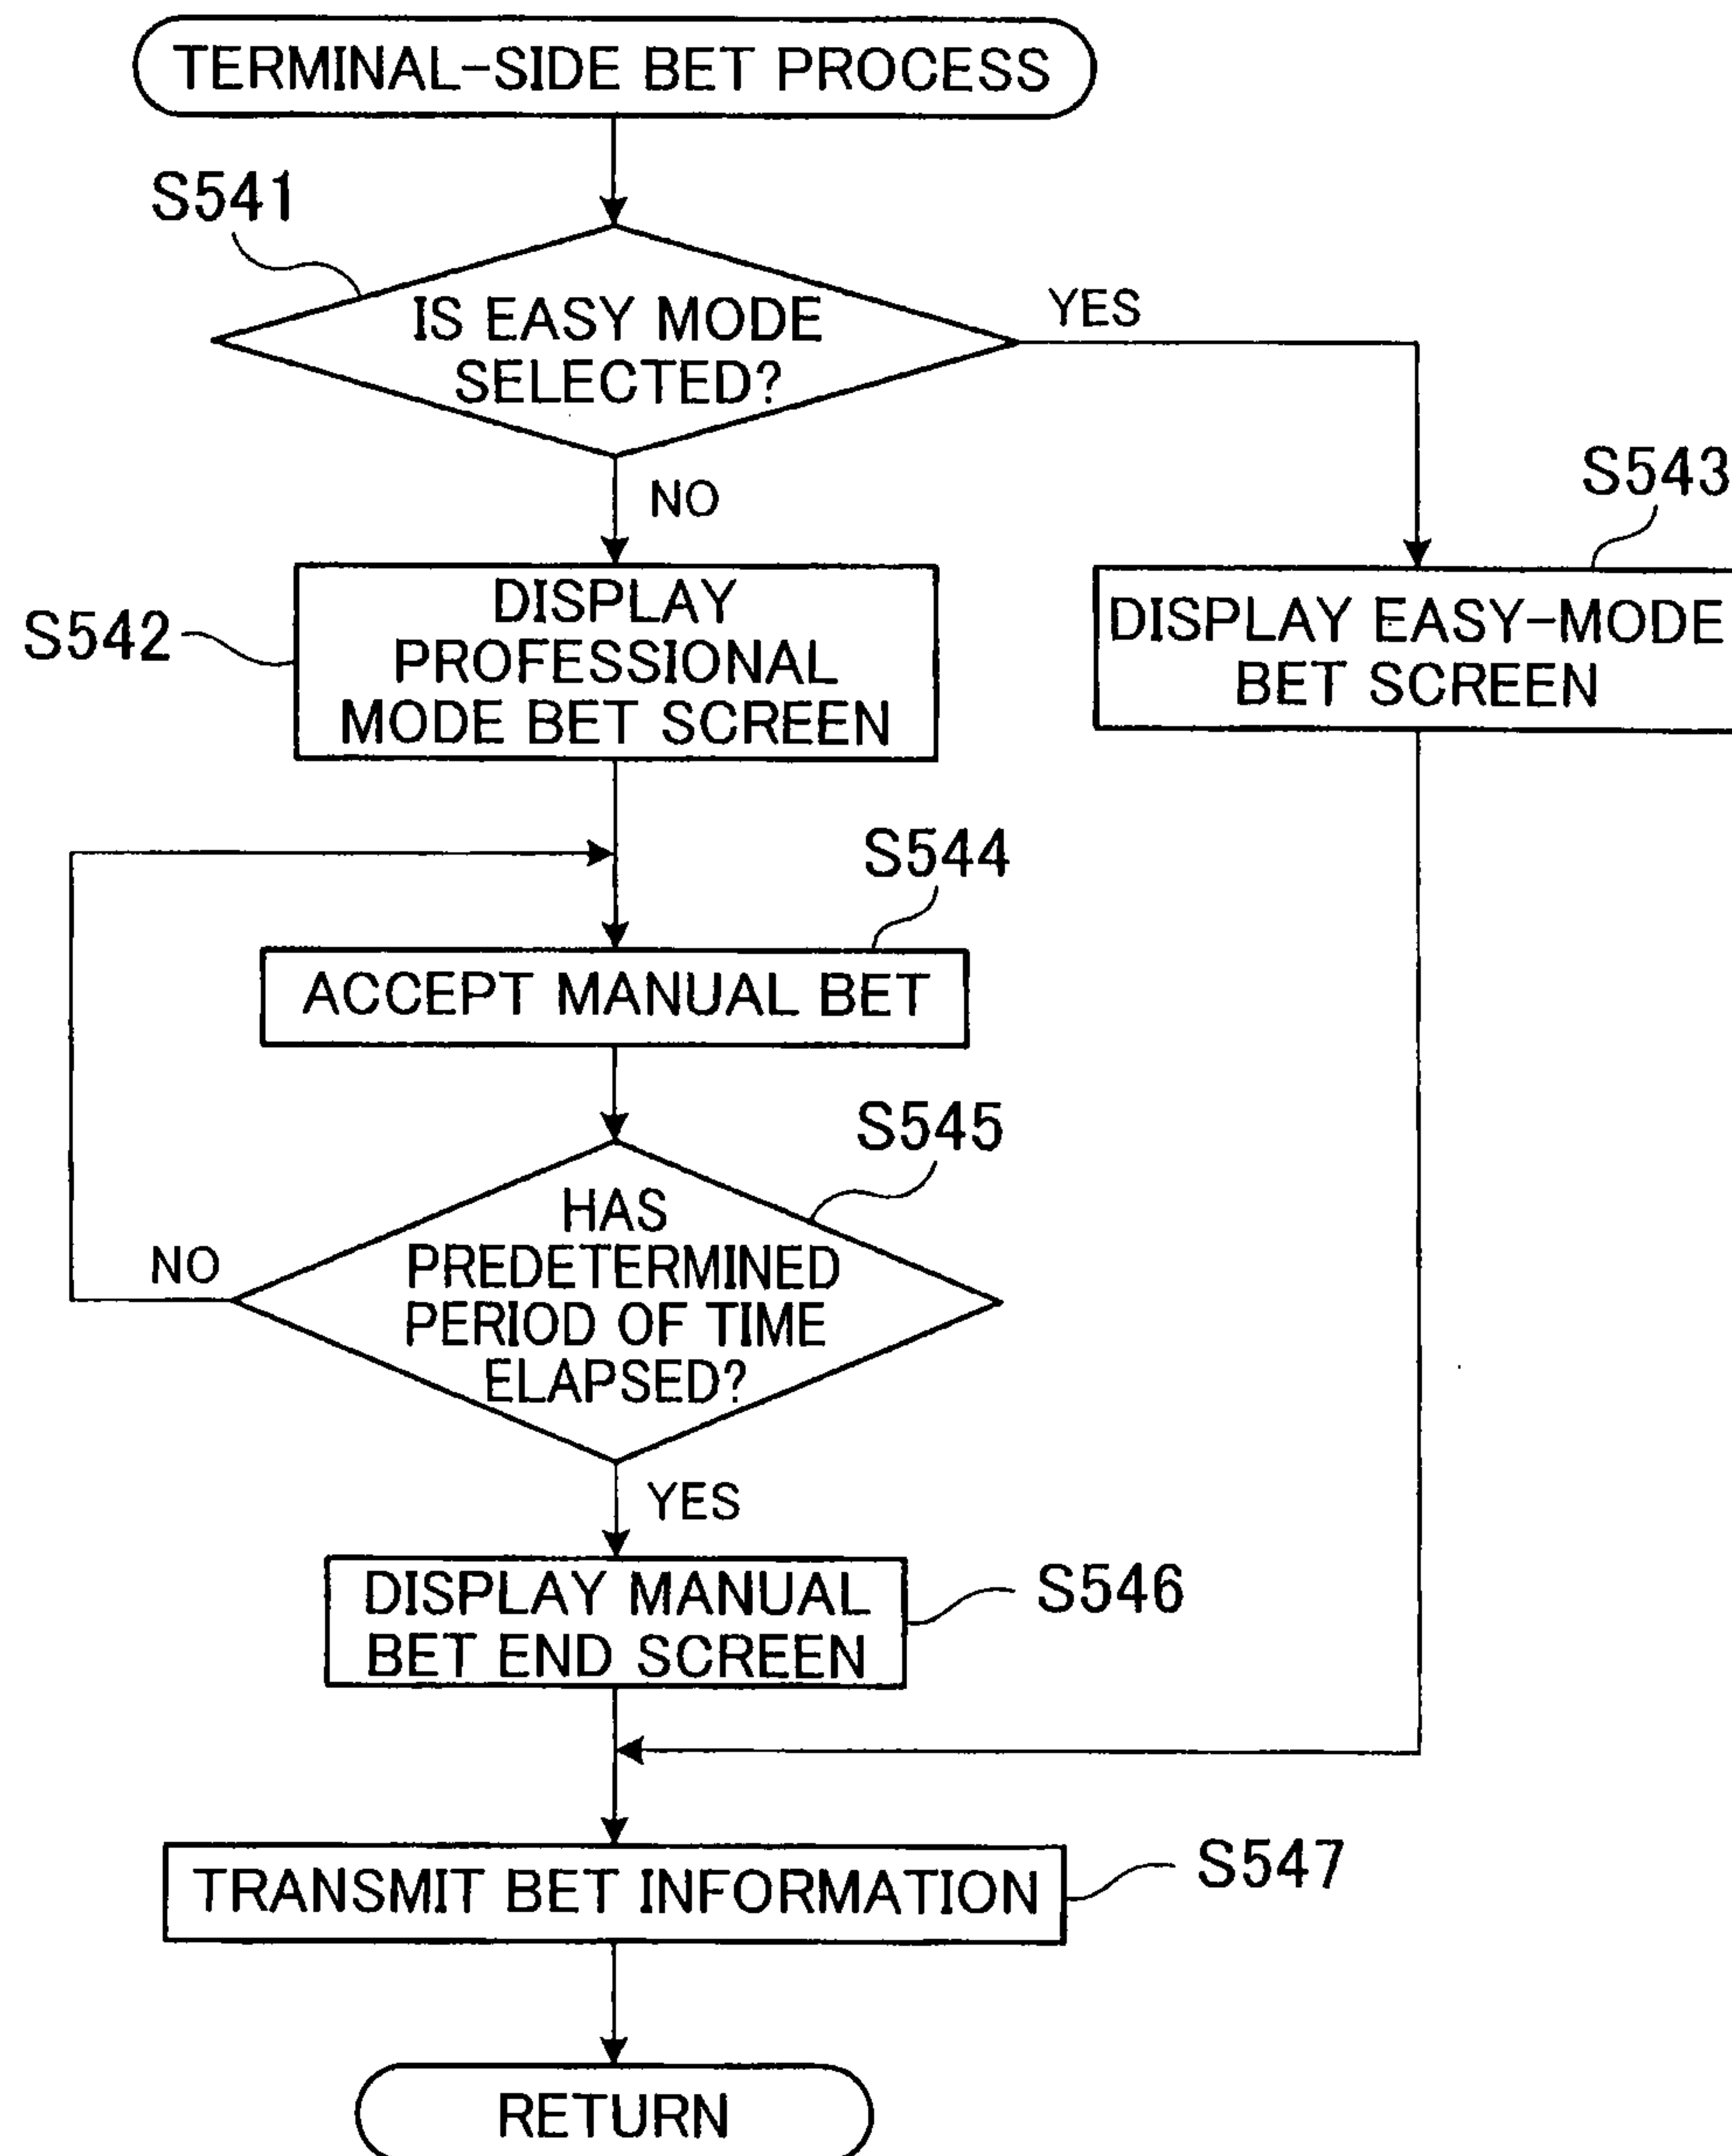 TERMINAL-SIDE BET PROCESS
S541
IS EASY MODE
SELECTED?
YES
NO
S543
DISPLAY EASY-MODE
BET SCREEN
S542
DISPLAY
PROFESSIONAL
MODE BET SCREEN
S544
ACCEPT MANUAL BET
S545
HAS
PREDETERMINED
PERIOD OF TIME
ELAPSED?
NO
YES
DISPLAY MANUAL
BET END SCREEN
S546
TRANSMIT BET INFORMATION
S547
RETURN